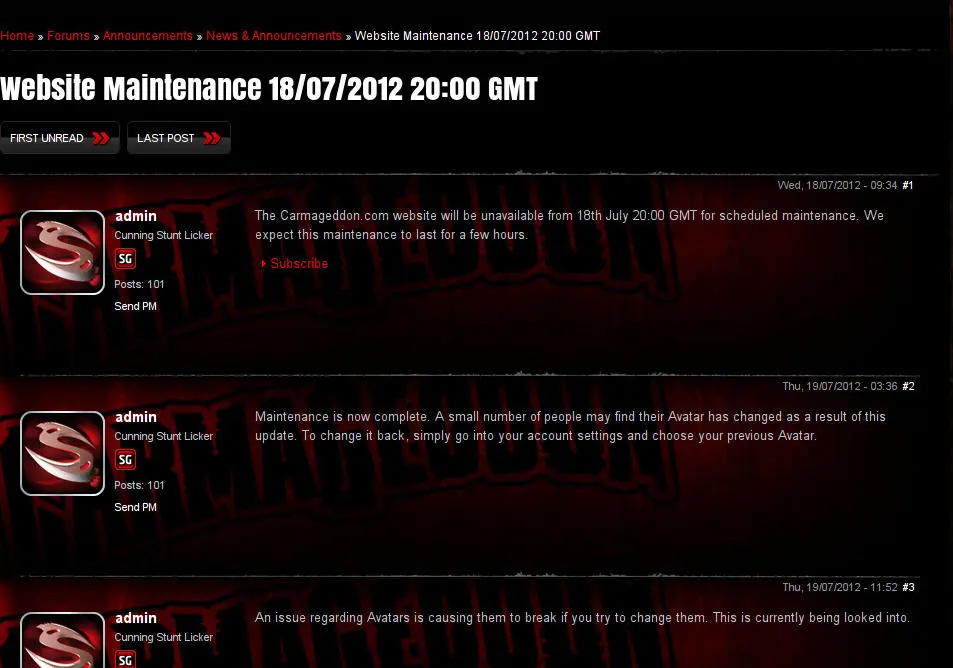 Home » Forums » Announcements » News & Announcements » Website Maintenance 18/07/2012 20:00 GMT
Website Maintenance 18/07/2012 20:00 GMT
FIRST UNREAD LAST POST
Wed, 18/07/2012 - 09:34 #1
admin
Cunning Stunt Licker
SG
Posts: 101
Send PM
The Carmageddon.com website will be unavailable from 18th July 20:00 GMT for scheduled maintenance. We
expect this maintenance to last for a few hours.
Subscribe
Thu, 19/07/2012 - 03:36 #2
admin
Cunning Stunt Licker
SG
Posts: 101
Send PM
Maintenance is now complete. A small number of people may find their Avatar has changed as a result of this
update. To change it back, simply go into your account settings and choose your previous Avatar.
Thu, 19/07/2012 - 11:52 #3
admin
Cunning Stunt Licker
SG
An issue regarding Avatars is causing them to break if you try to change them. This is currently being looked into.